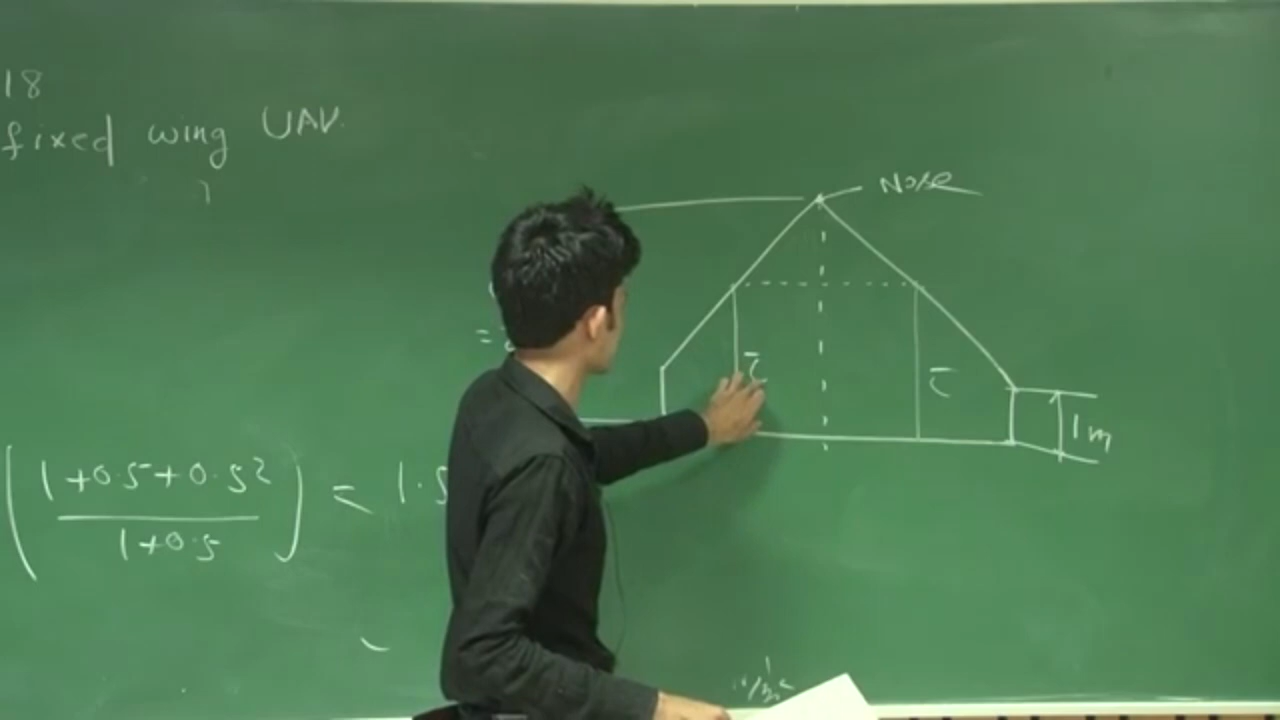 18
fixed wing UAV.
Nose
=
c̄
c̄
1m
(1+0.5+0.5² / 1+0.5) = 1.5